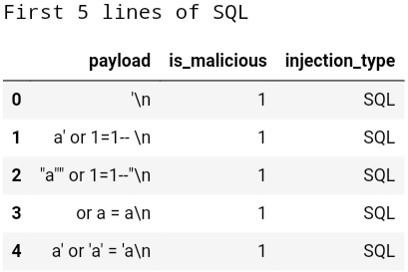 First 5 lines of SQL
payload is_malicious injection_type
0 '\n 1 SQL
1 a' or 1=1-- \n 1 SQL
2 "a"" or 1=1--"\n 1 SQL
3 or a = a\n 1 SQL
4 a' or 'a' = 'a\n 1 SQL